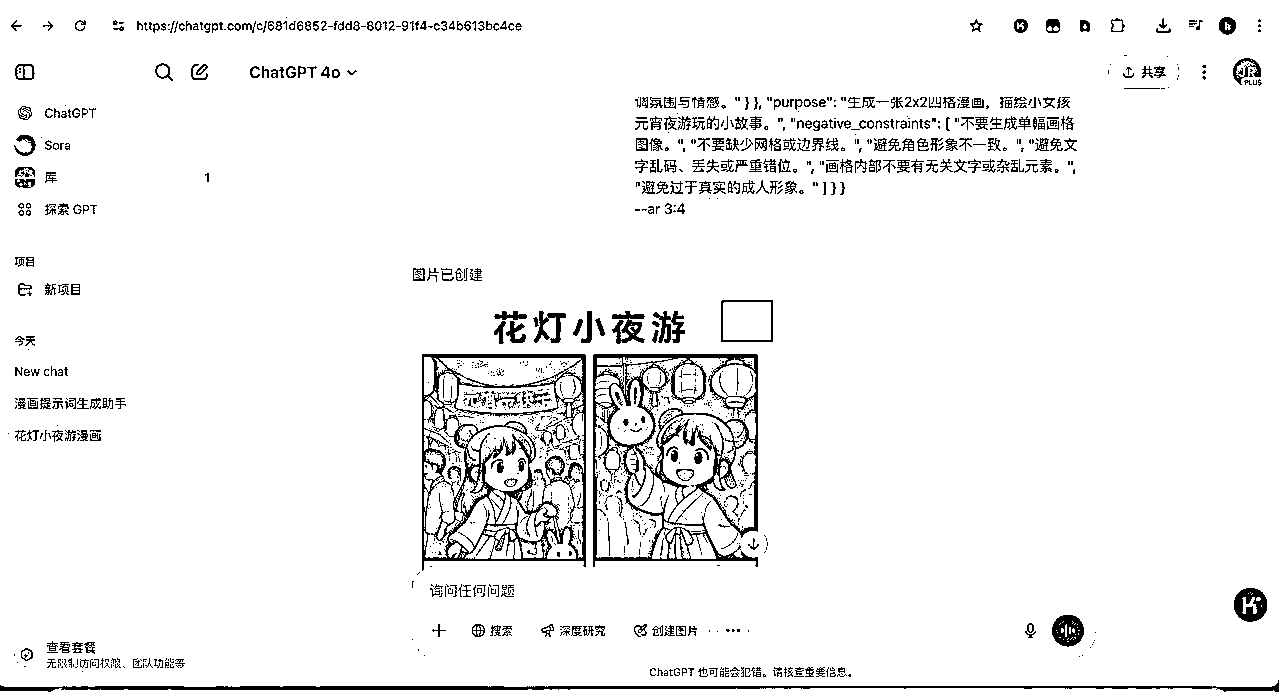 https://chatgpt.com/c/681d6852-fdd8-8012-91f4-c34b613bc4ce
ChatGPT 4o
共享
PLUS
ChatGPT
Sora
库
1
探索 GPT
项目
新项目
今天
New chat
漫画提示词生成助手
花灯小夜游漫画
调氛围与情感。" } }, "purpose": "生成一张2x2四格漫画，描绘小女孩
元宵夜游玩的小故事。", "negative_constraints": [ "不要生成单幅画格
图像。", "不要缺少网格或边界线。", "避免角色形象不一致。", "避免文
字乱码、丢失或严重错位。", "画格内部不要有无关文字或杂乱元素。",
"避免过于真实的成人形象。" ] } }
--ar 3:4
图片已创建
花灯小夜游
询问任何问题
搜索
深度研究
创建图片
查看套餐
无限制访问权限、团队功能等
ChatGPT 也可能会犯错。请核查重要信息。